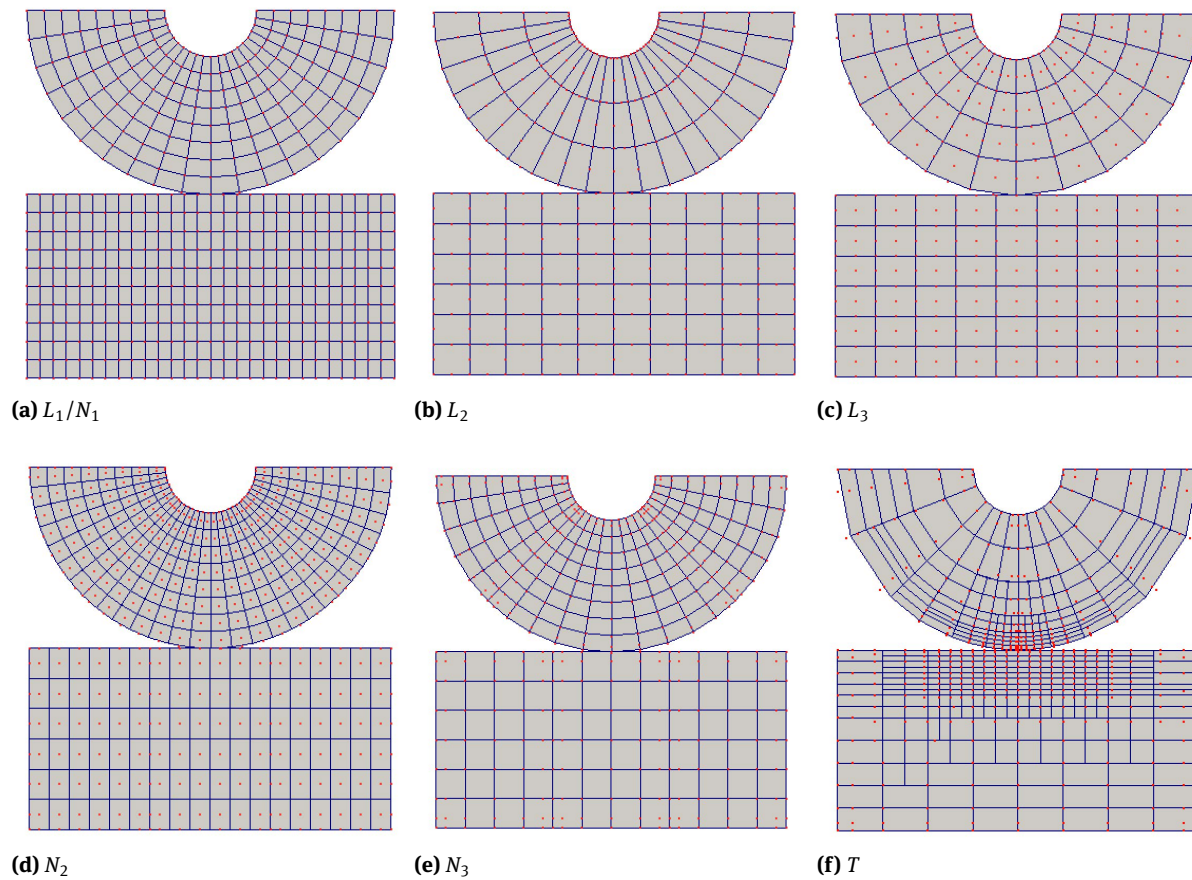 (a) L₁/N₁
(b) L₂
(c) L₃
(d) N₂
(e) N₃
(f) T